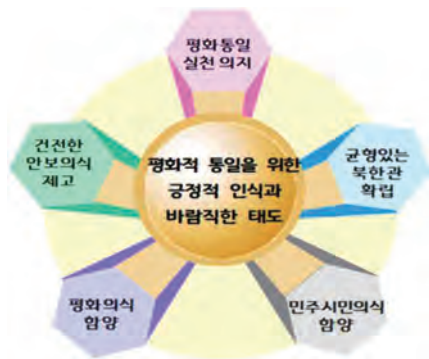 평화통일
실천 의지
건전한
안보의식
제고
평화적 통일을 위한
긍정적 인식과
바람직한 태도
균형있는
북한관
확립
평화의식
함양
민주시민의식
함양